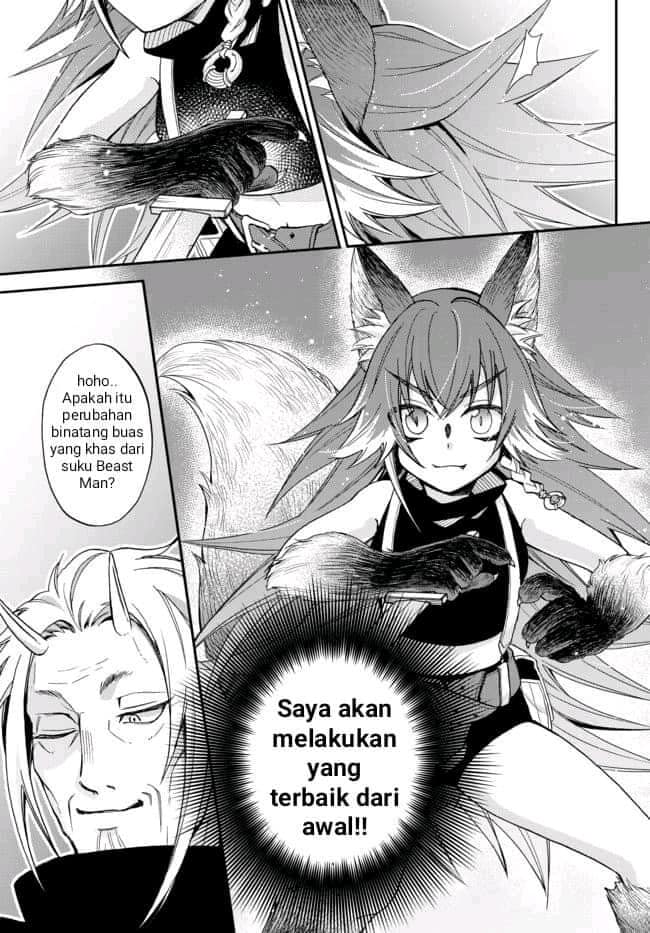 hoho..
Apakah itu
perubahan
binatang buas
yang khas dari
suku Beast
Man?
Saya akan
melakukan
yang
terbaik dari
awal!!